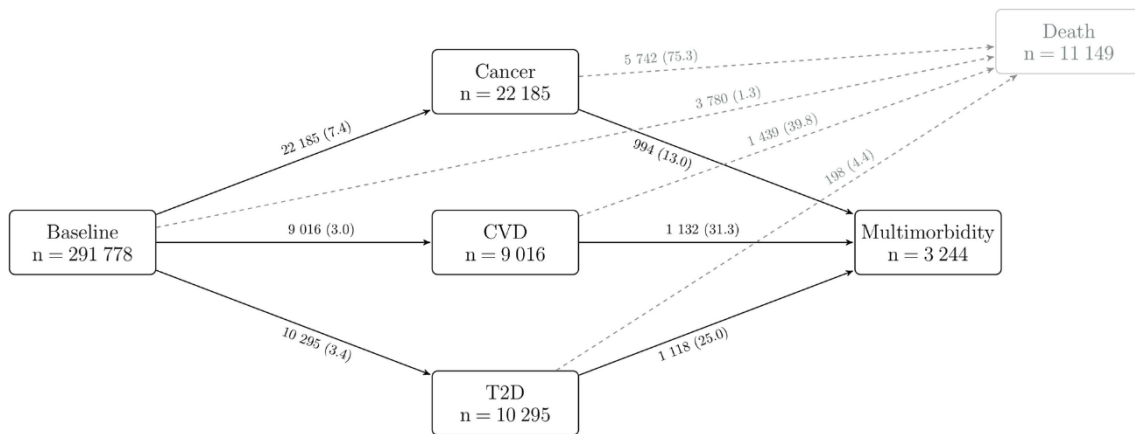 Death
n = 11 149
5 742 (75.3)
Cancer
n = 22 185
3 780 (1.3)
1 439 (39.8)
22 185 (7.4)
994 (13.0)
198 (4.4)
Baseline
n = 291 778
9 016 (3.0)
CVD
n = 9 016
1 132 (31.3)
Multimorbidity
n = 3 244
10 295 (3.4)
1 118 (25.0)
T2D
n = 10 295